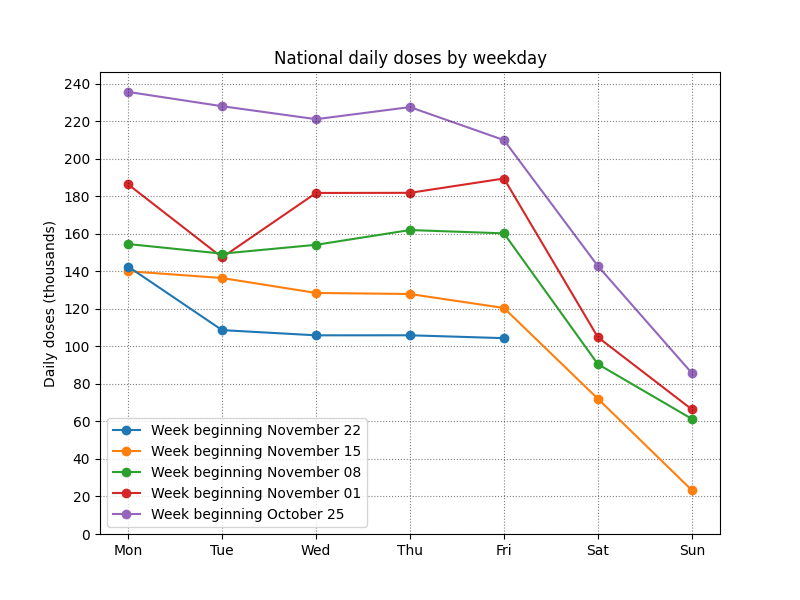 National daily doses by weekday
Daily doses (thousands)
240
220
200
180
160
140
120
100
80
60
40
20
0
Week beginning November 22
Week beginning November 15
Week beginning November 08
Week beginning November 01
Week beginning October 25
Mon Tue Wed Thu Fri Sat Sun